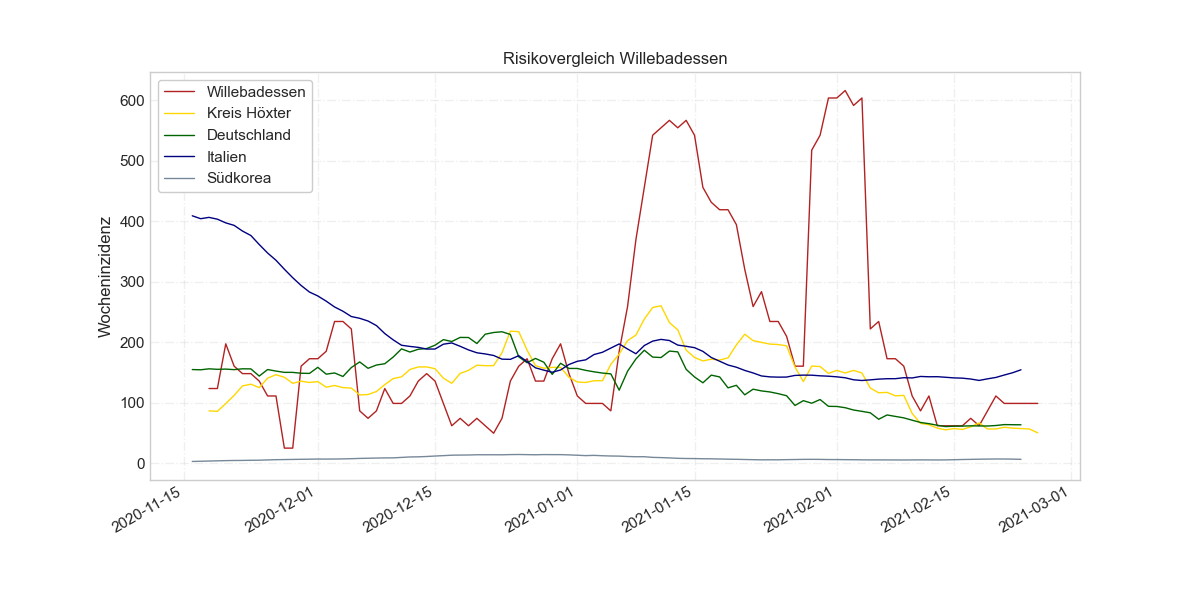 Risikovergleich Willebadessen
Willebadessen
Kreis Höxter
Deutschland
Italien
Südkorea
Wocheninzidenz
600
500
400
300
200
100
0
2020-11-15
2020-12-01
2020-12-15
2021-01-01
2021-01-15
2021-02-01
2021-02-15
2021-03-01